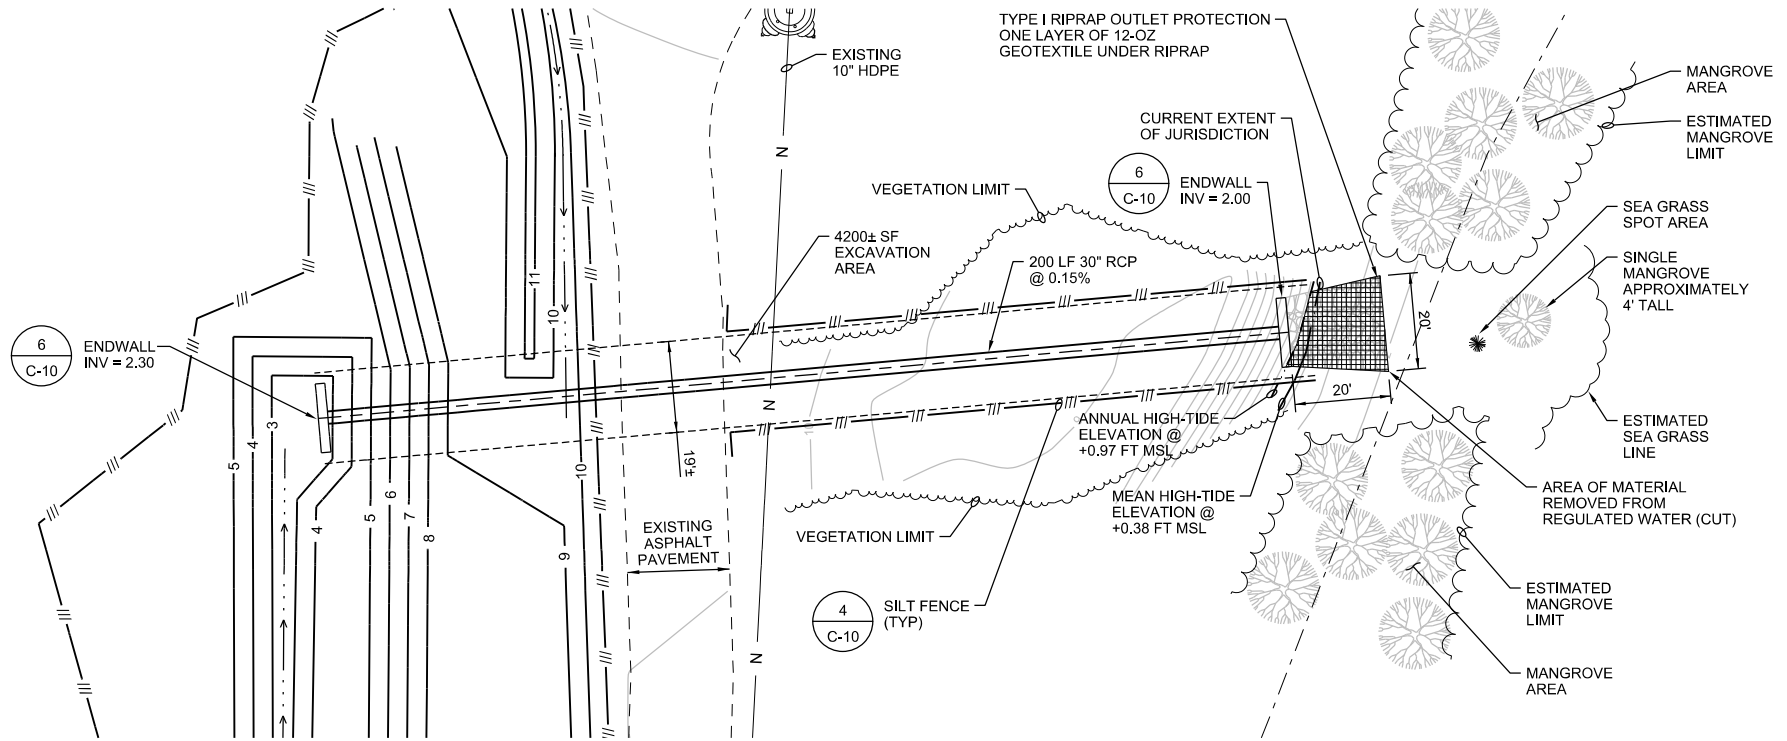 TYPE I RIPRAP OUTLET PROTECTION
ONE LAYER OF 12-OZ
GEOTEXTILE UNDER RIPRAP
EXISTING
10" HDPE
MANGROVE
AREA
CURRENT EXTENT
OF JURISDICTION
ESTIMATED
MANGROVE
LIMIT
N
6
C-10
ENDWALL
INV = 2.00
VEGETATION LIMIT
SEA GRASS
SPOT AREA
4200± SF
EXCAVATION
AREA
200 LF 30" RCP
@ 0.15%
SINGLE
MANGROVE
APPROXIMATELY
4' TALL
11
10
20'
6
C-10
ENDWALL
INV = 2.30
20'
N
3
4
5
ANNUAL HIGH-TIDE
ELEVATION @
+0.97 FT MSL
ESTIMATED
SEA GRASS
LINE
19'±
10
MEAN HIGH-TIDE
ELEVATION @
+0.38 FT MSL
AREA OF MATERIAL
REMOVED FROM
REGULATED WATER (CUT)
4
5
6
7
8
9
10
EXISTING
ASPHALT
PAVEMENT
VEGETATION LIMIT
4
C-10
SILT FENCE
(TYP)
ESTIMATED
MANGROVE
LIMIT
N
MANGROVE
AREA